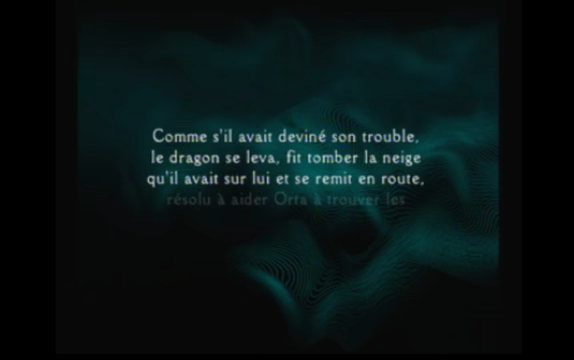 Comme s'il avait deviné son trouble,
le dragon se leva, fit tomber la neige
qu'il avait sur lui et se remit en route,
résolu à aider Orta à trouver les